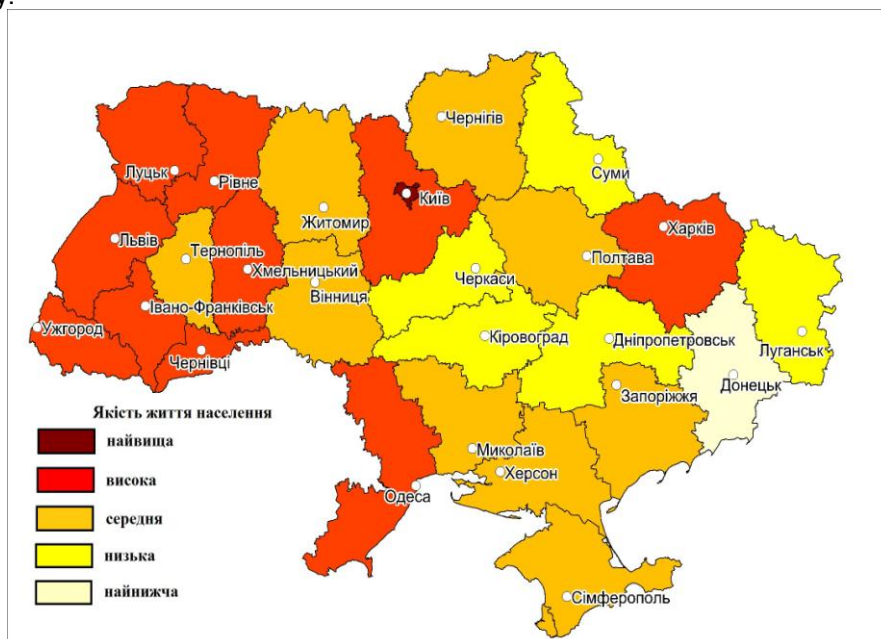 у.
Чернігів
Суми
Луцьк
Рівне
Київ
Житомир
Харків
Львів
Тернопіль
Хмельницький
Полтава
Черкаси
Вінниця
Івано-Франківськ
Ужгород
Чернівці
Кіровоград
Дніпропетровськ
Луганськ
Донецьк
Запоріжжя
Миколаїв
Херсон
Одеса
Сімферополь
Якість життя населення
найвища
висока
середня
низька
найнижча